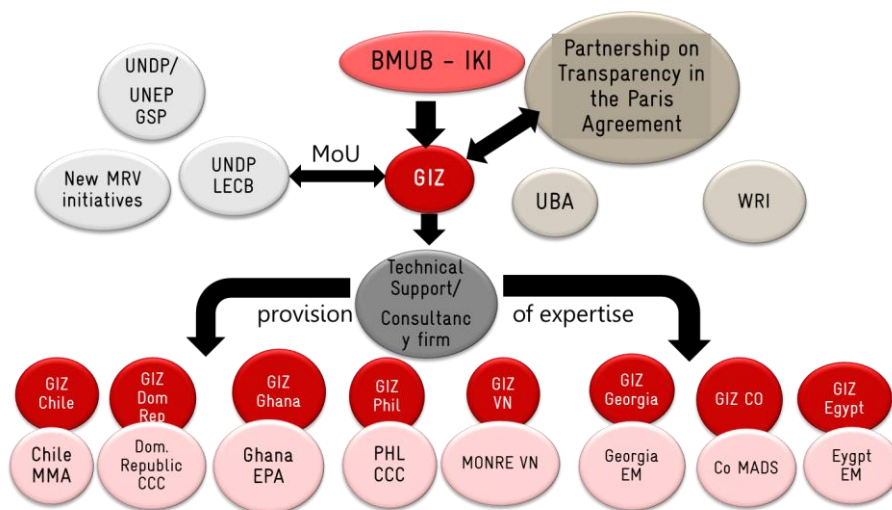 UNDP/
UNEP
GSP
BMUB – IKI
Partnership on
Transparency in
the Paris
Agreement
New MRV
initiatives
UNDP
LECB
MoU
GIZ
UBA
WRI
Technical
Support/
Consultanc
y firm
provision
of expertise
GIZ
Chile
GIZ
Dom
Rep
GIZ
Ghana
GIZ
Phil
GIZ
VN
GIZ
Georgia
GIZ CO
GIZ
Egypt
Chile
MMA
Dom.
Republic
CCC
Ghana
EPA
PHL
CCC
MONRE VN
Georgia
EM
Co MADS
Eygpt
EM